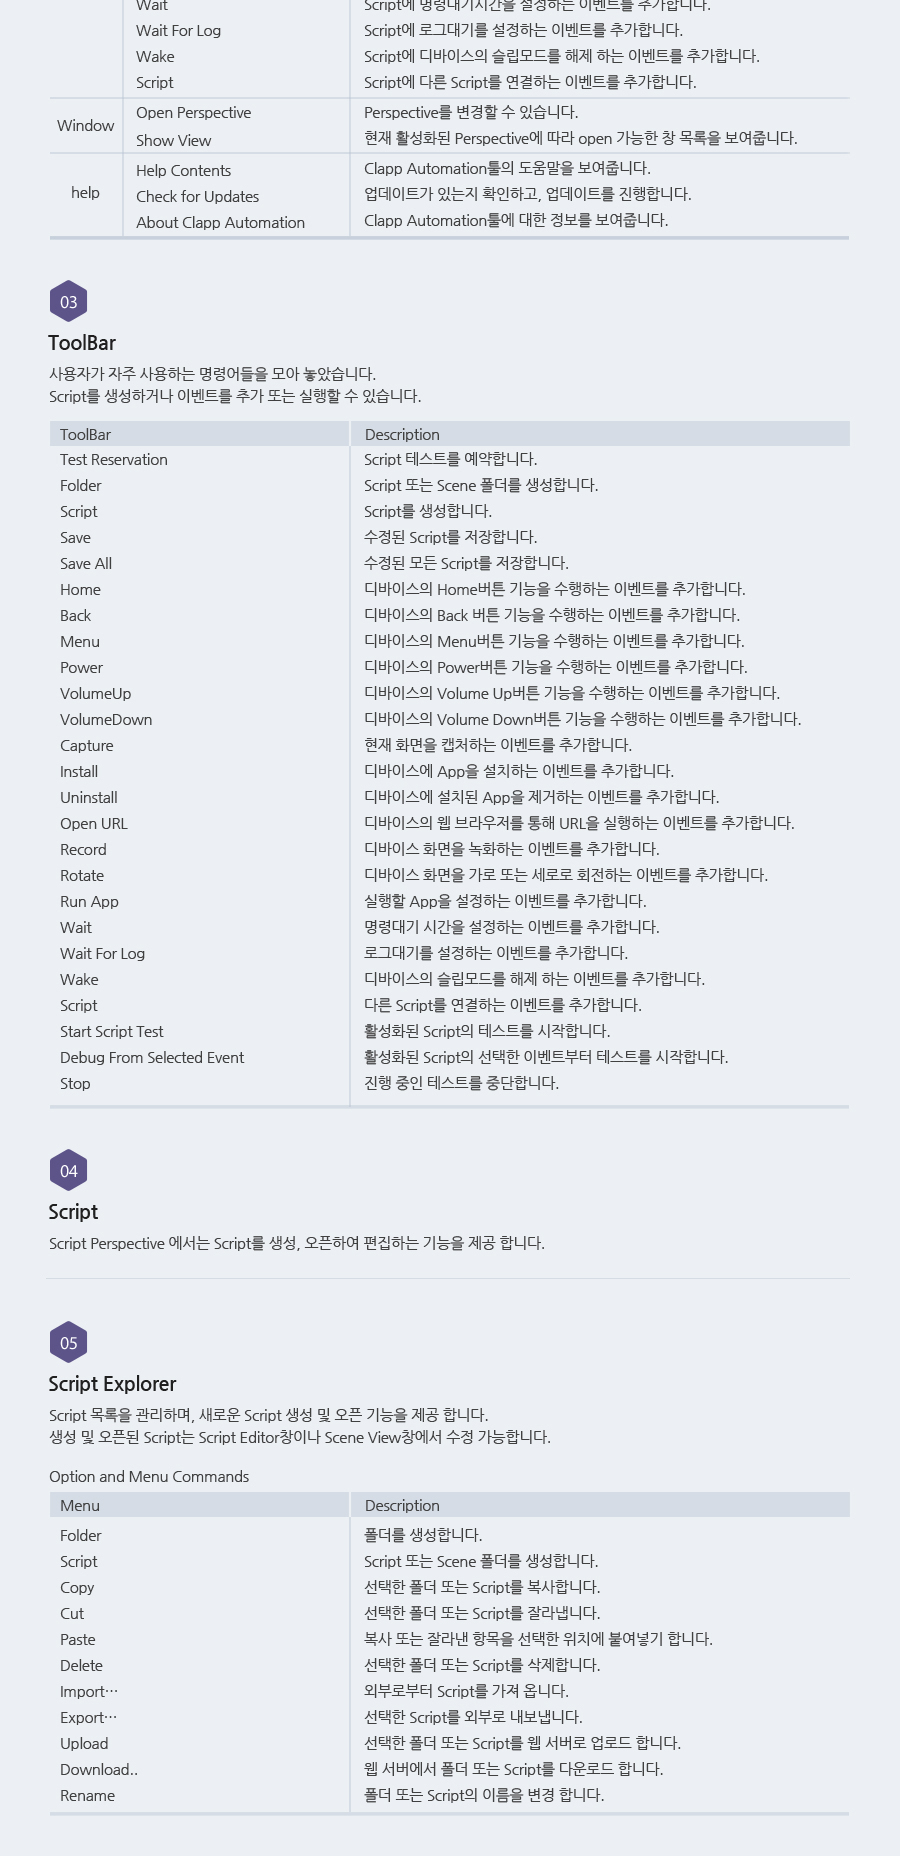 Wait Script에 명령대기시간을 설정하는 이벤트를 추가합니다.
Wait For Log Script에 로그대기를 설정하는 이벤트를 추가합니다.
Wake Script에 디바이스의 슬립모드를 해제 하는 이벤트를 추가합니다.
Script Script에 다른 Script를 연결하는 이벤트를 추가합니다.
Window Open Perspective Perspective를 변경할 수 있습니다.
Show View 현재 활성화된 Perspective에 따라 open 가능한 창 목록을 보여줍니다.
help Help Contents Clapp Automation툴의 도움말을 보여줍니다.
Check for Updates 업데이트가 있는지 확인하고, 업데이트를 진행합니다.
About Clapp Automation Clapp Automation툴에 대한 정보를 보여줍니다.
03
ToolBar
사용자가 자주 사용하는 명령어들을 모아 놓았습니다.
Script를 생성하거나 이벤트를 추가 또는 실행할 수 있습니다.
ToolBar Description
Test Reservation Script 테스트를 예약합니다.
Folder Script 또는 Scene 폴더를 생성합니다.
Script Script를 생성합니다.
Save 수정된 Script를 저장합니다.
Save All 수정된 모든 Script를 저장합니다.
Home 디바이스의 Home버튼 기능을 수행하는 이벤트를 추가합니다.
Back 디바이스의 Back 버튼 기능을 수행하는 이벤트를 추가합니다.
Menu 디바이스의 Menu버튼 기능을 수행하는 이벤트를 추가합니다.
Power 디바이스의 Power버튼 기능을 수행하는 이벤트를 추가합니다.
VolumeUp 디바이스의 Volume Up버튼 기능을 수행하는 이벤트를 추가합니다.
VolumeDown 디바이스의 Volume Down버튼 기능을 수행하는 이벤트를 추가합니다.
Capture 현재 화면을 캡처하는 이벤트를 추가합니다.
Install 디바이스에 App을 설치하는 이벤트를 추가합니다.
Uninstall 디바이스에 설치된 App을 제거하는 이벤트를 추가합니다.
Open URL 디바이스의 웹 브라우저를 통해 URL을 실행하는 이벤트를 추가합니다.
Record 디바이스 화면을 녹화하는 이벤트를 추가합니다.
Rotate 디바이스 화면을 가로 또는 세로로 회전하는 이벤트를 추가합니다.
Run App 실행할 App을 설정하는 이벤트를 추가합니다.
Wait 명령대기 시간을 설정하는 이벤트를 추가합니다.
Wait For Log 로그대기를 설정하는 이벤트를 추가합니다.
Wake 디바이스의 슬립모드를 해제 하는 이벤트를 추가합니다.
Script 다른 Script를 연결하는 이벤트를 추가합니다.
Start Script Test 활성화된 Script의 테스트를 시작합니다.
Debug From Selected Event 활성화된 Script의 선택한 이벤트부터 테스트를 시작합니다.
Stop 진행 중인 테스트를 중단합니다.
04
Script
Script Perspective 에서는 Script를 생성, 오픈하여 편집하는 기능을 제공 합니다.
05
Script Explorer
Script 목록을 관리하며, 새로운 Script 생성 및 오픈 기능을 제공 합니다.
생성 및 오픈된 Script는 Script Editor창이나 Scene View창에서 수정 가능합니다.
Option and Menu Commands
Menu Description
Folder 폴더를 생성합니다.
Script Script 또는 Scene 폴더를 생성합니다.
Copy 선택한 폴더 또는 Script를 복사합니다.
Cut 선택한 폴더 또는 Script를 잘라냅니다.
Paste 복사 또는 잘라낸 항목을 선택한 위치에 붙여넣기 합니다.
Delete 선택한 폴더 또는 Script를 삭제합니다.
Import… 외부로부터 Script를 가져 옵니다.
Export… 선택한 Script를 외부로 내보냅니다.
Upload 선택한 폴더 또는 Script를 웹 서버로 업로드 합니다.
Download.. 웹 서버에서 폴더 또는 Script를 다운로드 합니다.
Rename 폴더 또는 Script의 이름을 변경 합니다.